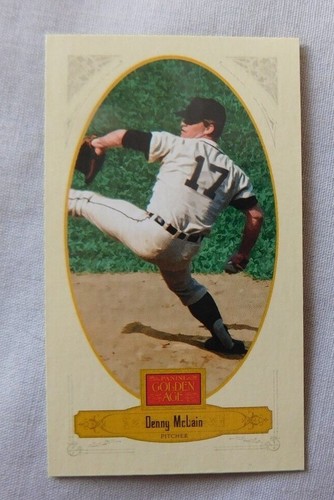 17
PANINI
GOLDEN
AGE
Denny McLain
PITCHER